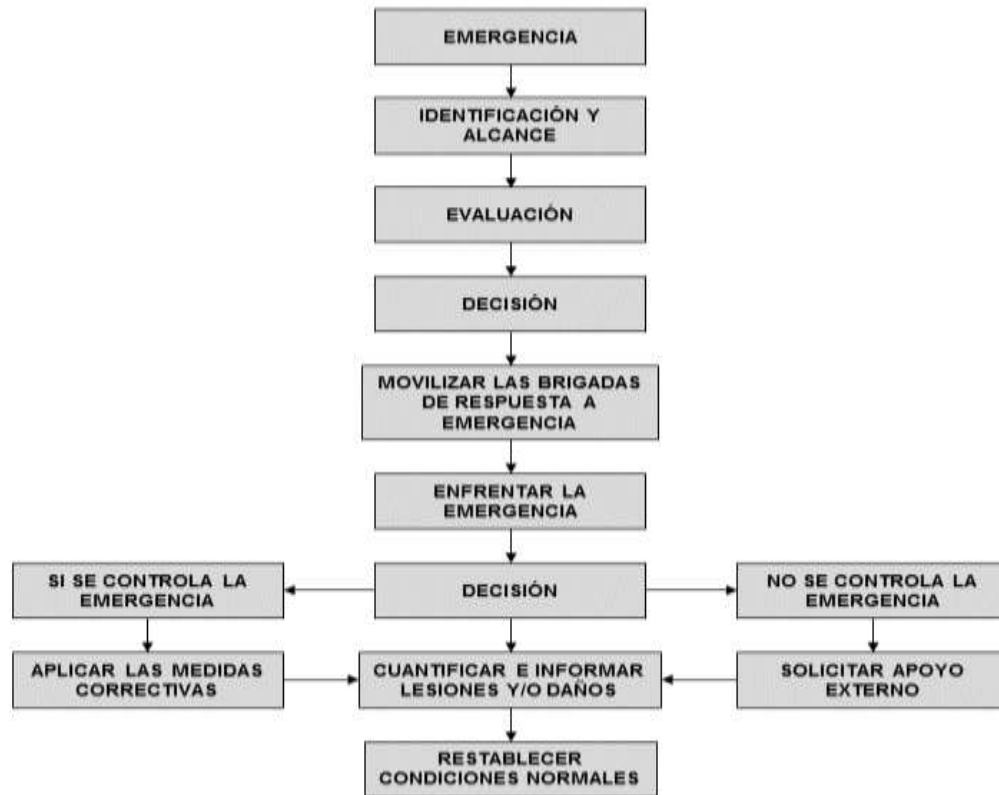 EMERGENCIA
IDENTIFICACIÓN Y
ALCANCE
EVALUACIÓN
DECISIÓN
MOVILIZAR LAS BRIGADAS
DE RESPUESTA A
EMERGENCIA
ENFRENTAR LA
EMERGENCIA
SI SE CONTROLA LA
EMERGENCIA
DECISIÓN
NO SE CONTROLA LA
EMERGENCIA
APLICAR LAS MEDIDAS
CORRECTIVAS
CUANTIFICAR E INFORMAR
LESIONES Y/O DAÑOS
SOLICITAR APOYO
EXTERNO
RESTABLECER
CONDICIONES NORMALES